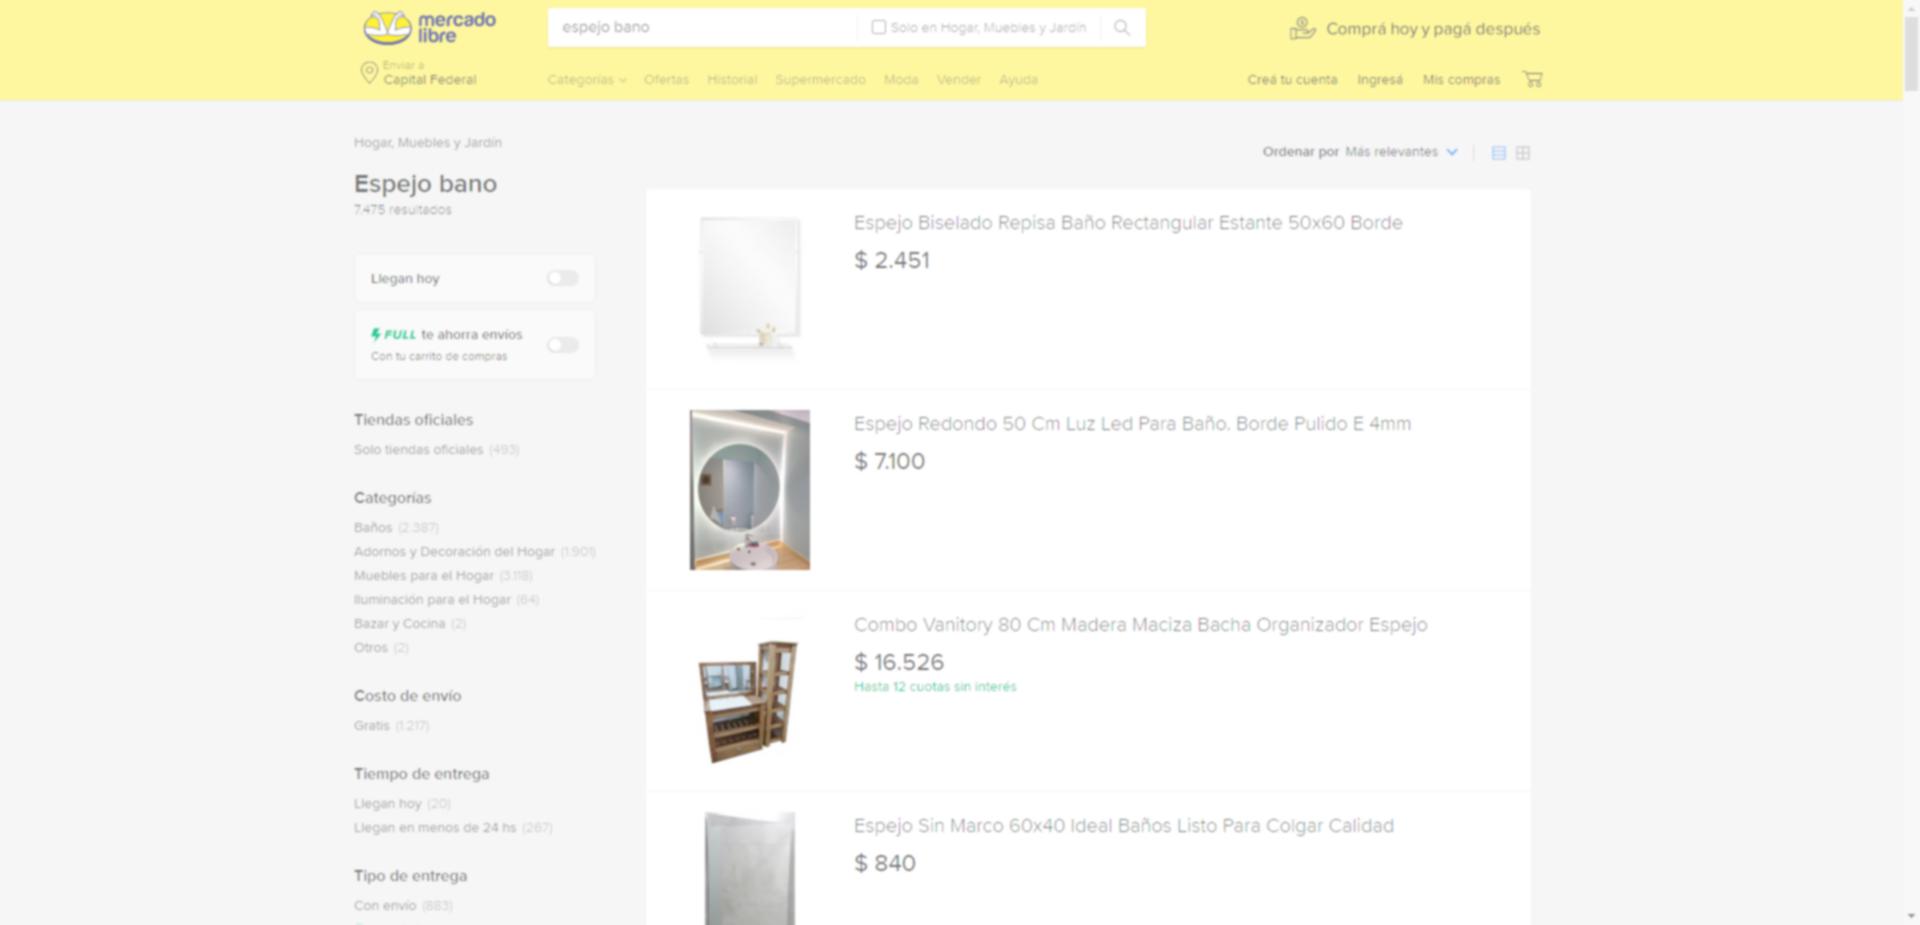 mercado
libre
espejo bano
Solo en Hogar, Muebles y Jardín
Comprá hoy y pagá después
Enviar a
Capital Federal
Categorías
Ofertas
Historial
Supermercado
Moda
Vender
Ayuda
Creá tu cuenta
Ingresá
Mis compras
Hogar, Muebles y Jardín
Espejo bano
7.475 resultados
Ordenar por Más relevantes
Llegan hoy
FULL te ahorra envíos
Con tu carrito de compras
Tiendas oficiales
Solo tiendas oficiales (493)
Categorías
Baños (2.387)
Adornos y Decoración del Hogar (1.901)
Muebles para el Hogar (3.118)
Iluminación para el Hogar (64)
Bazar y Cocina (2)
Otros (2)
Costo de envío
Gratis (1.217)
Tiempo de entrega
Llegan hoy (20)
Llegan en menos de 24 hs (267)
Tipo de entrega
Con envío (883)
Espejo Biselado Repisa Baño Rectangular Estante 50x60 Borde
$ 2.451
Espejo Redondo 50 Cm Luz Led Para Baño. Borde Pulido E 4mm
$ 7.100
Combo Vanitory 80 Cm Madera Maciza Bacha Organizador Espejo
$ 16.526
Hasta 12 cuotas sin interés
Espejo Sin Marco 60x40 Ideal Baños Listo Para Colgar Calidad
$ 840